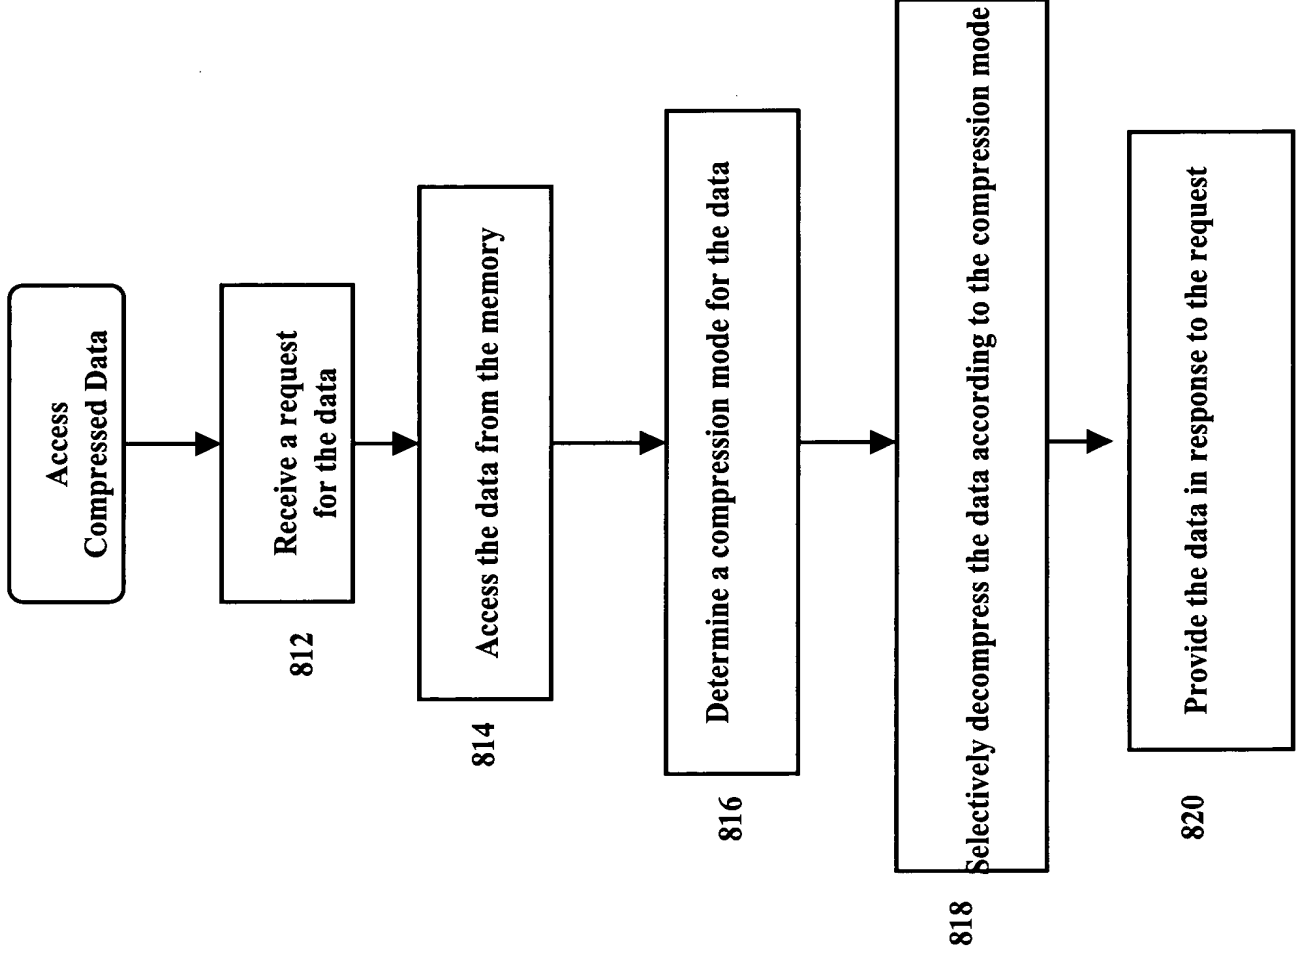 Access
Compressed Data
Receive a request
for the data
812
Access the data from the memory
814
Determine a compression mode for the data
816
Selectively decompress the data according to the compression mode
818
Provide the data in response to the request
820